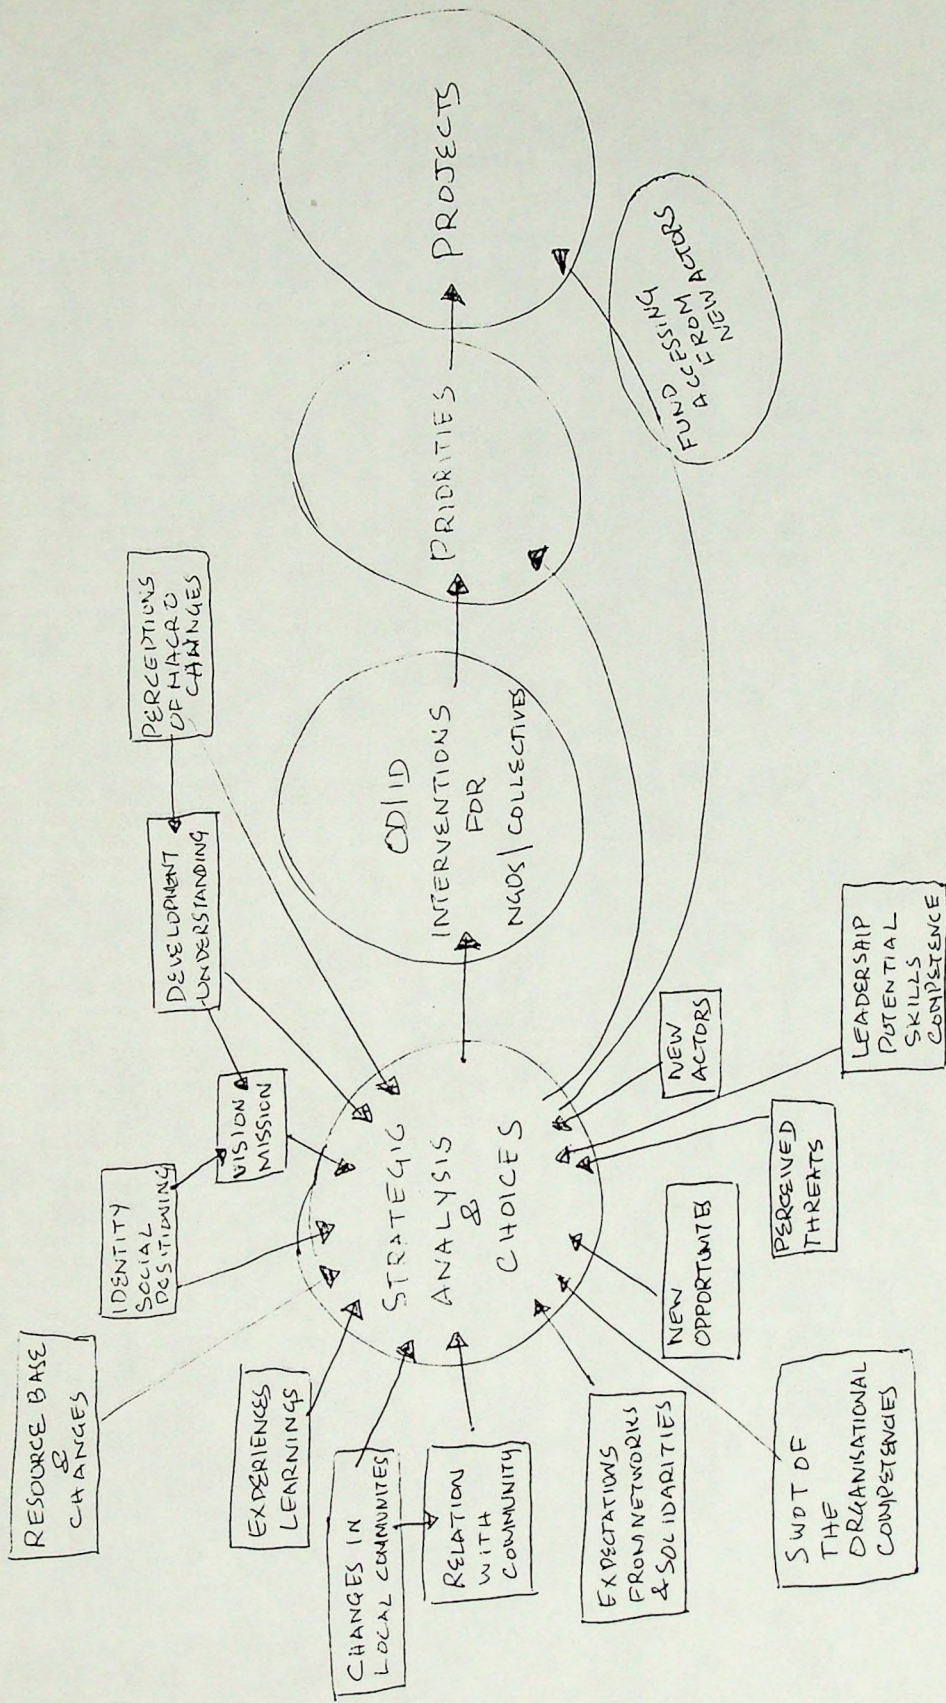 RESOURCE BASE
&
CHANGES
IDENTITY
SOCIAL
POSITIONING
VISION
MISSION
DEVELOPMENT
UNDERSTANDING
PERCEPTIONS
OF MACRO
CHANGES
EXPERIENCES
LEARNINGS
CHANGES IN
LOCAL COMMUNITES
RELATION
WITH
COMMUNITY
EXPECTATIONS
FROM NETWORKS
& SOLIDARITIES
SWOT OF
THE
ORGANISATIONAL
COMPETENCIES
NEW
OPPORTUNITES
PERCEIVED
THREATS
LEADERSHIP
POTENTIAL
SKILLS
COMPETENCE
NEW
ACTORS
STRATEGIC
ANALYSIS
&
CHOICES
OD/ID
INTERVENTIONS
FOR
NGOS/COLLECTIVES
PRIORITIES
PROJECTS
FUND
ACCESSING
FROM
NEW ACTORS